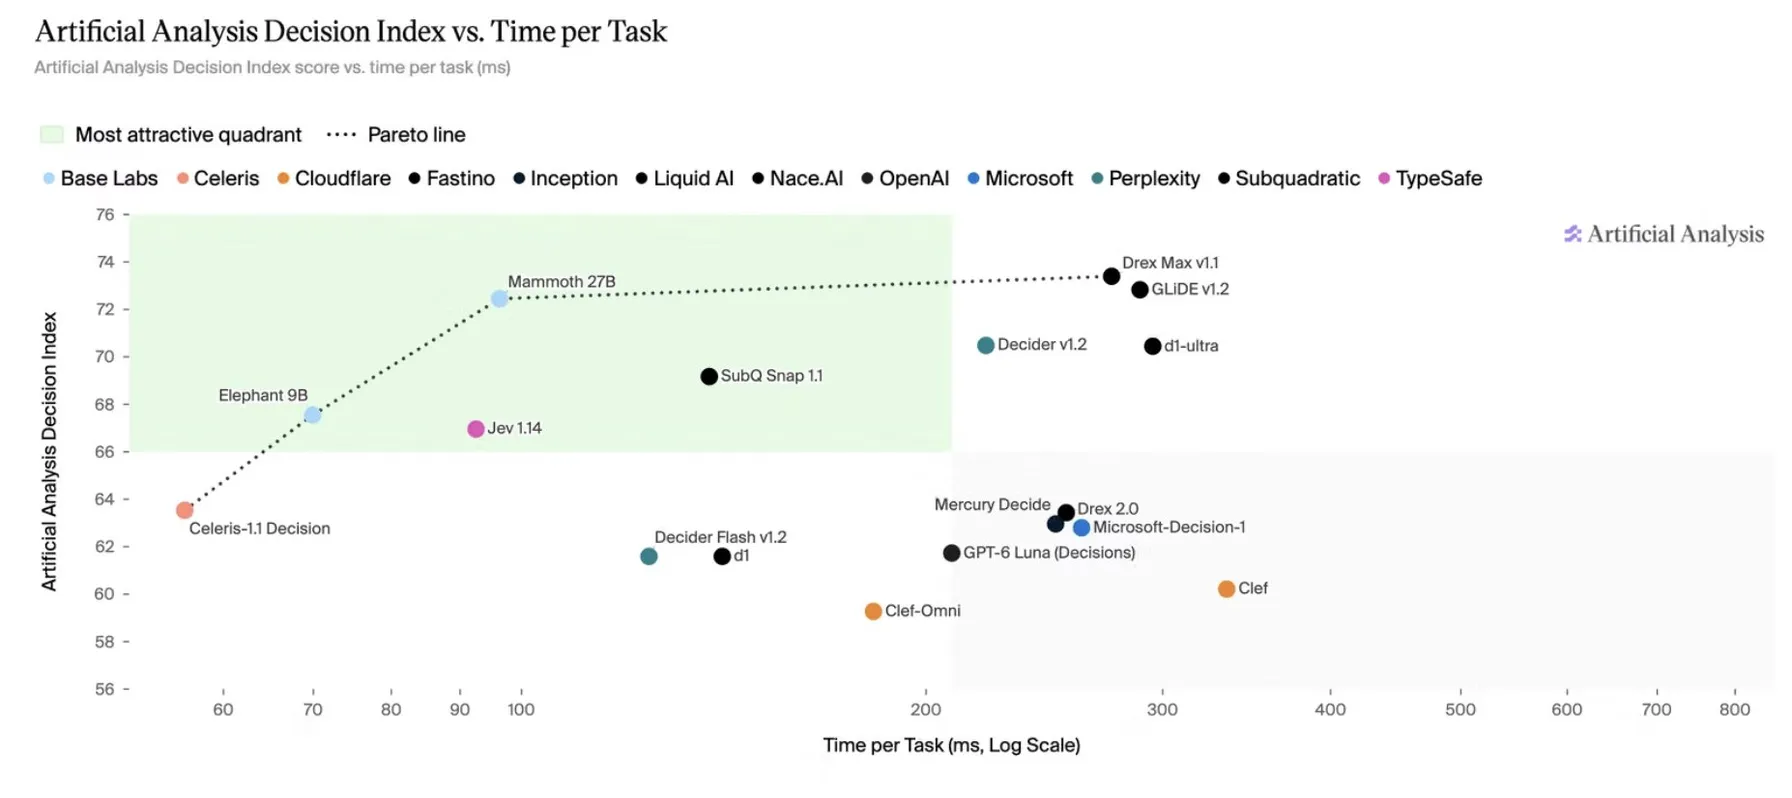 Artificial Analysis Decision Index vs. Time per Task
Artificial Analysis Decision Index score vs. time per task (ms)
Most attractive quadrant
Pareto line
Base Labs
Celeris
Cloudflare
Fastino
Inception
Liquid AI
Nace.AI
OpenAI
Microsoft
Perplexity
Subquadratic
TypeSafe
Artificial Analysis
Artificial Analysis Decision Index
76
74
72
70
68
66
64
62
60
58
56
Drex Max v1.1
Mammoth 27B
GLiDE v1.2
Decider v1.2
d1-ultra
SubQ Snap 1.1
Elephant 9B
Jev 1.14
Mercury Decide
Drex 2.0
Celeris-1.1 Decision
Microsoft-Decision-1
Decider Flash v1.2
d1
GPT-6 Luna (Decisions)
Clef
Clef-Omni
60
70
80
90
100
200
300
400
500
600
700
800
Time per Task (ms, Log Scale)